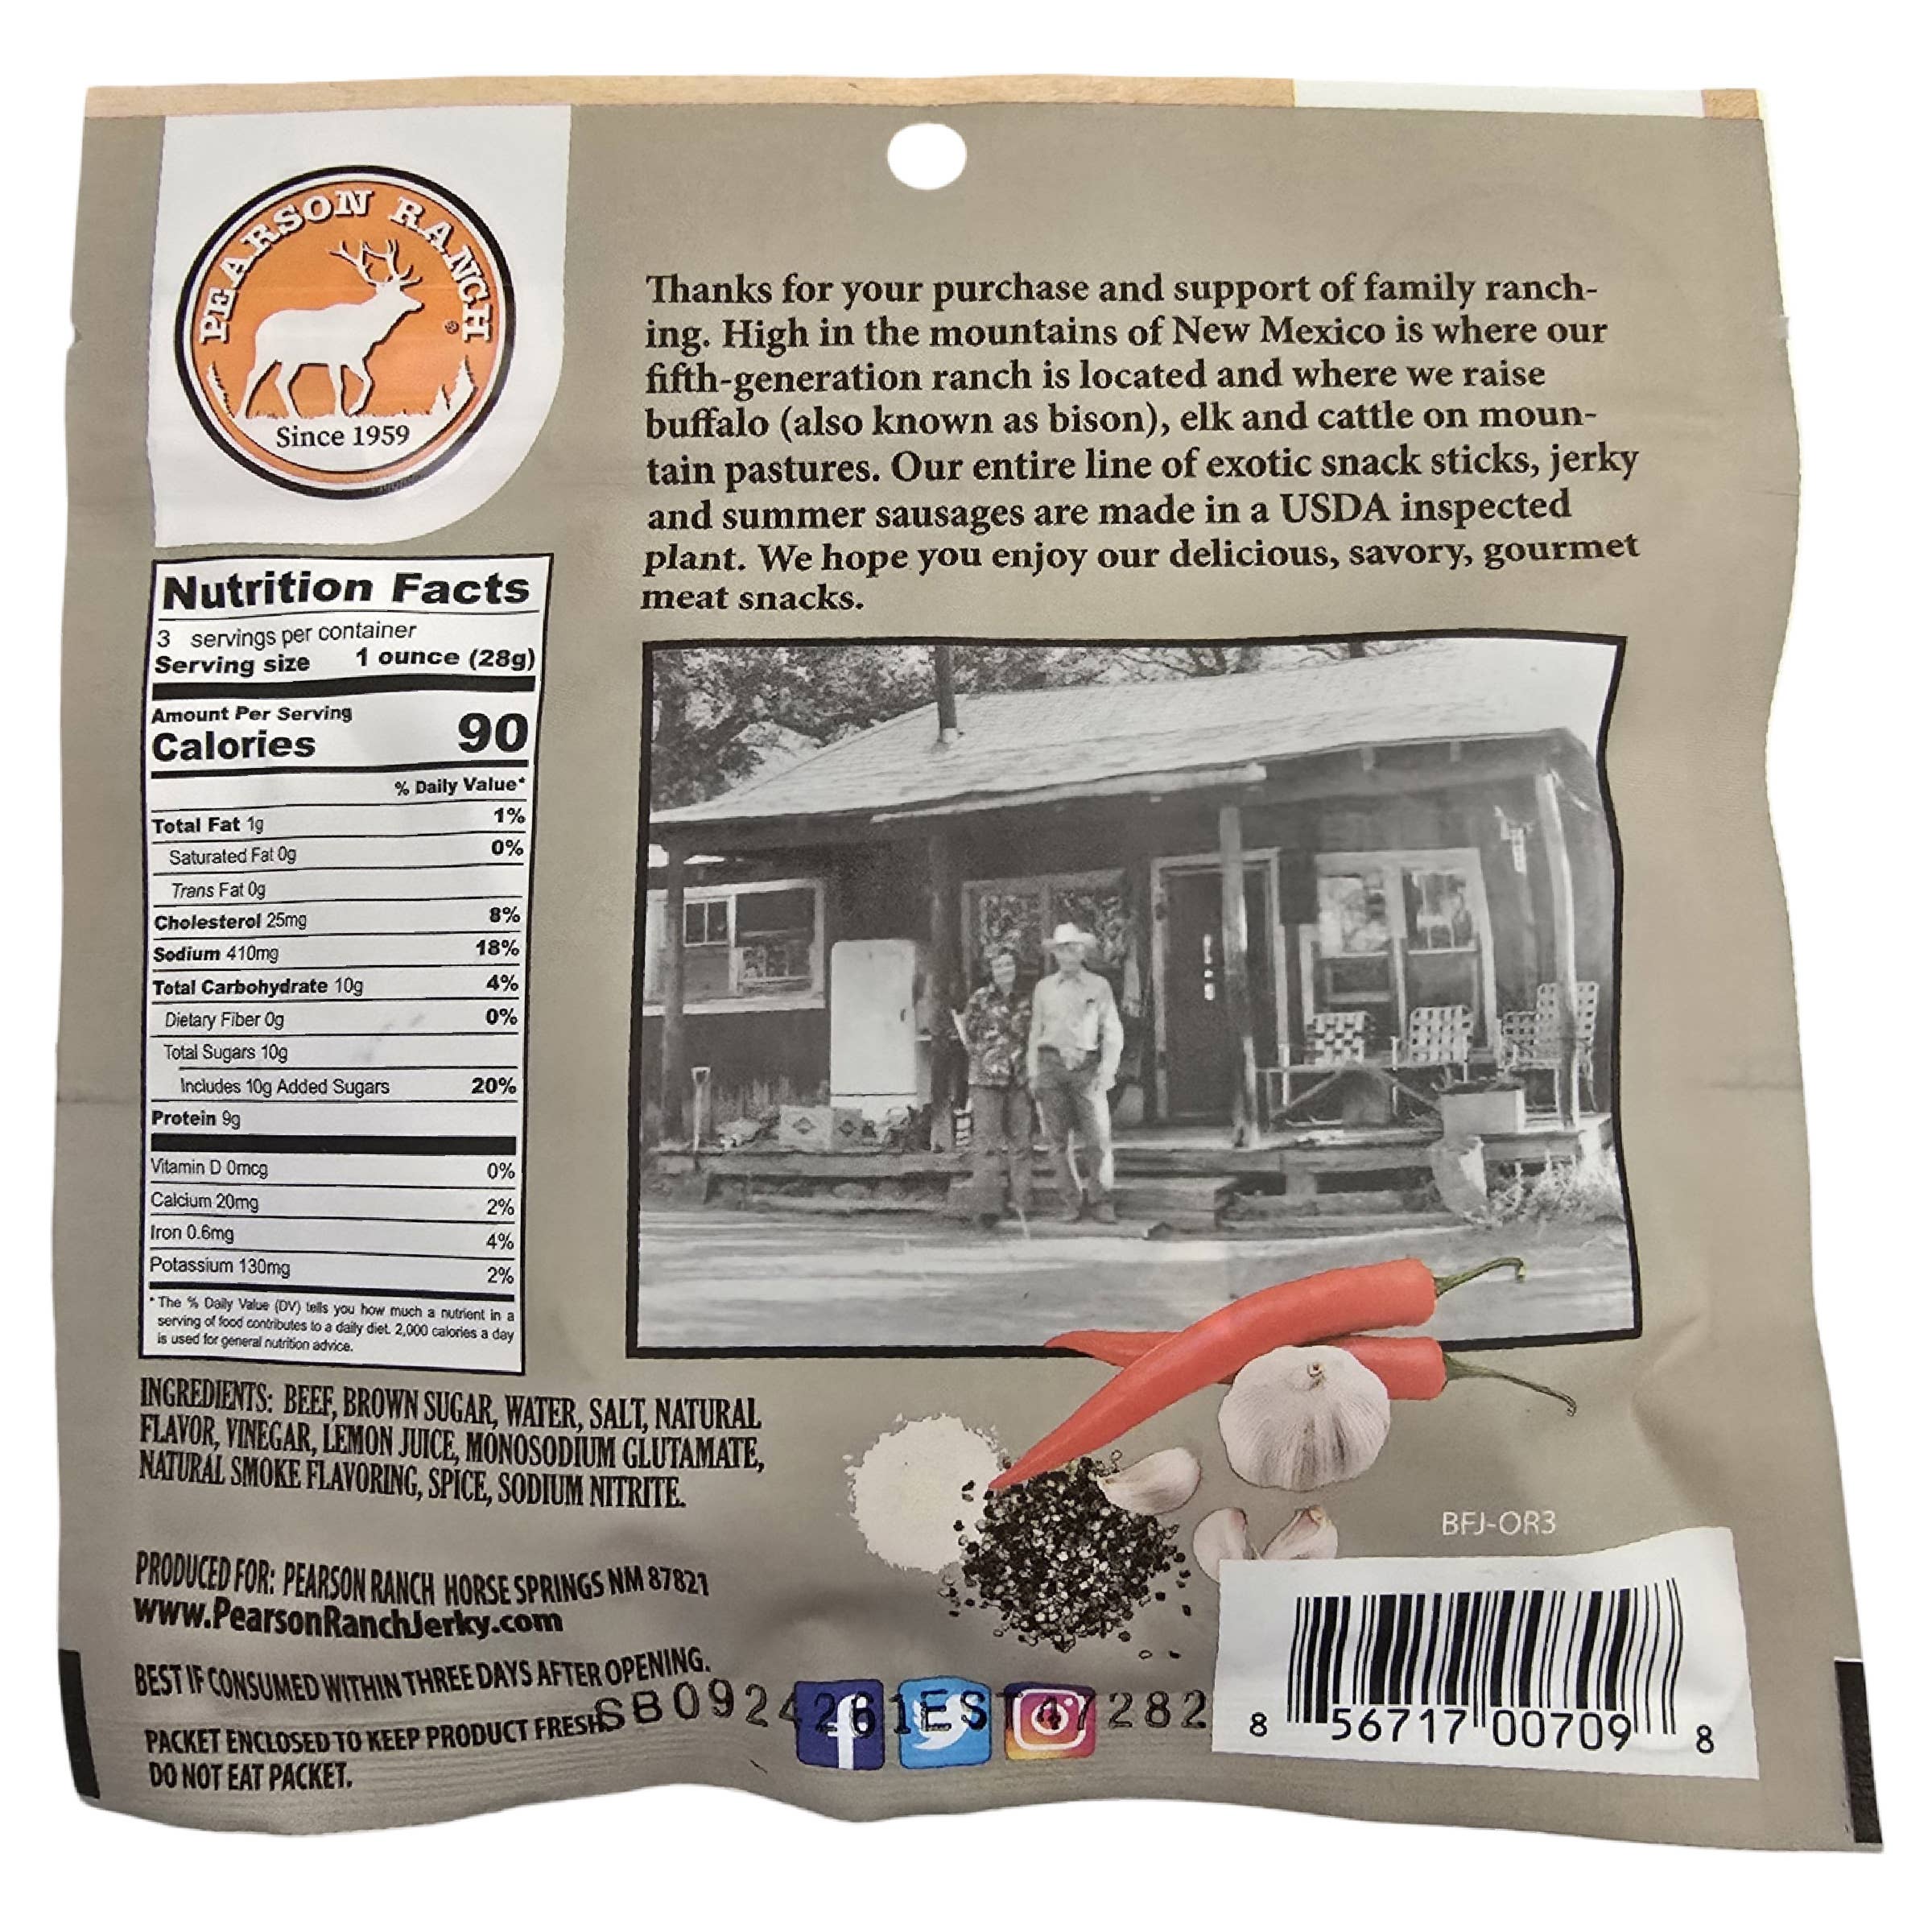 PEARSON RANCH
®
Since 1959
Thanks for your purchase and support of family ranch-
ing. High in the mountains of New Mexico is where our
fifth-generation ranch is located and where we raise
buffalo (also known as bison), elk and cattle on moun-
tain pastures. Our entire line of exotic snack sticks, jerky
and summer sausages are made in a USDA inspected
plant. We hope you enjoy our delicious, savory, gourmet
meat snacks.
Nutrition Facts
3 servings per container
Serving size 1 ounce (28g)
Amount Per Serving
Calories 90
% Daily Value*
Total Fat 1g 1%
Saturated Fat 0g 0%
Trans Fat 0g
Cholesterol 25mg 8%
Sodium 410mg 18%
Total Carbohydrate 10g 4%
Dietary Fiber 0g 0%
Total Sugars 10g
Includes 10g Added Sugars 20%
Protein 9g
Vitamin D 0mcg 0%
Calcium 20mg 2%
Iron 0.6mg 4%
Potassium 130mg 2%
* The % Daily Value (DV) tells you how much a nutrient in a
serving of food contributes to a daily diet. 2,000 calories a day
is used for general nutrition advice.
INGREDIENTS: BEEF, BROWN SUGAR, WATER, SALT, NATURAL
FLAVOR, VINEGAR, LEMON JUICE, MONOSODIUM GLUTAMATE,
NATURAL SMOKE FLAVORING, SPICE, SODIUM NITRITE.
PRODUCED FOR: PEARSON RANCH HORSE SPRINGS NM 87821
www.PearsonRanchJerky.com
BEST IF CONSUMED WITHIN THREE DAYS AFTER OPENING.
PACKET ENCLOSED TO KEEP PRODUCT FRESH
DO NOT EAT PACKET.
SB0924261EST47282
f
BFJ-OR3
8 56717 00709 8